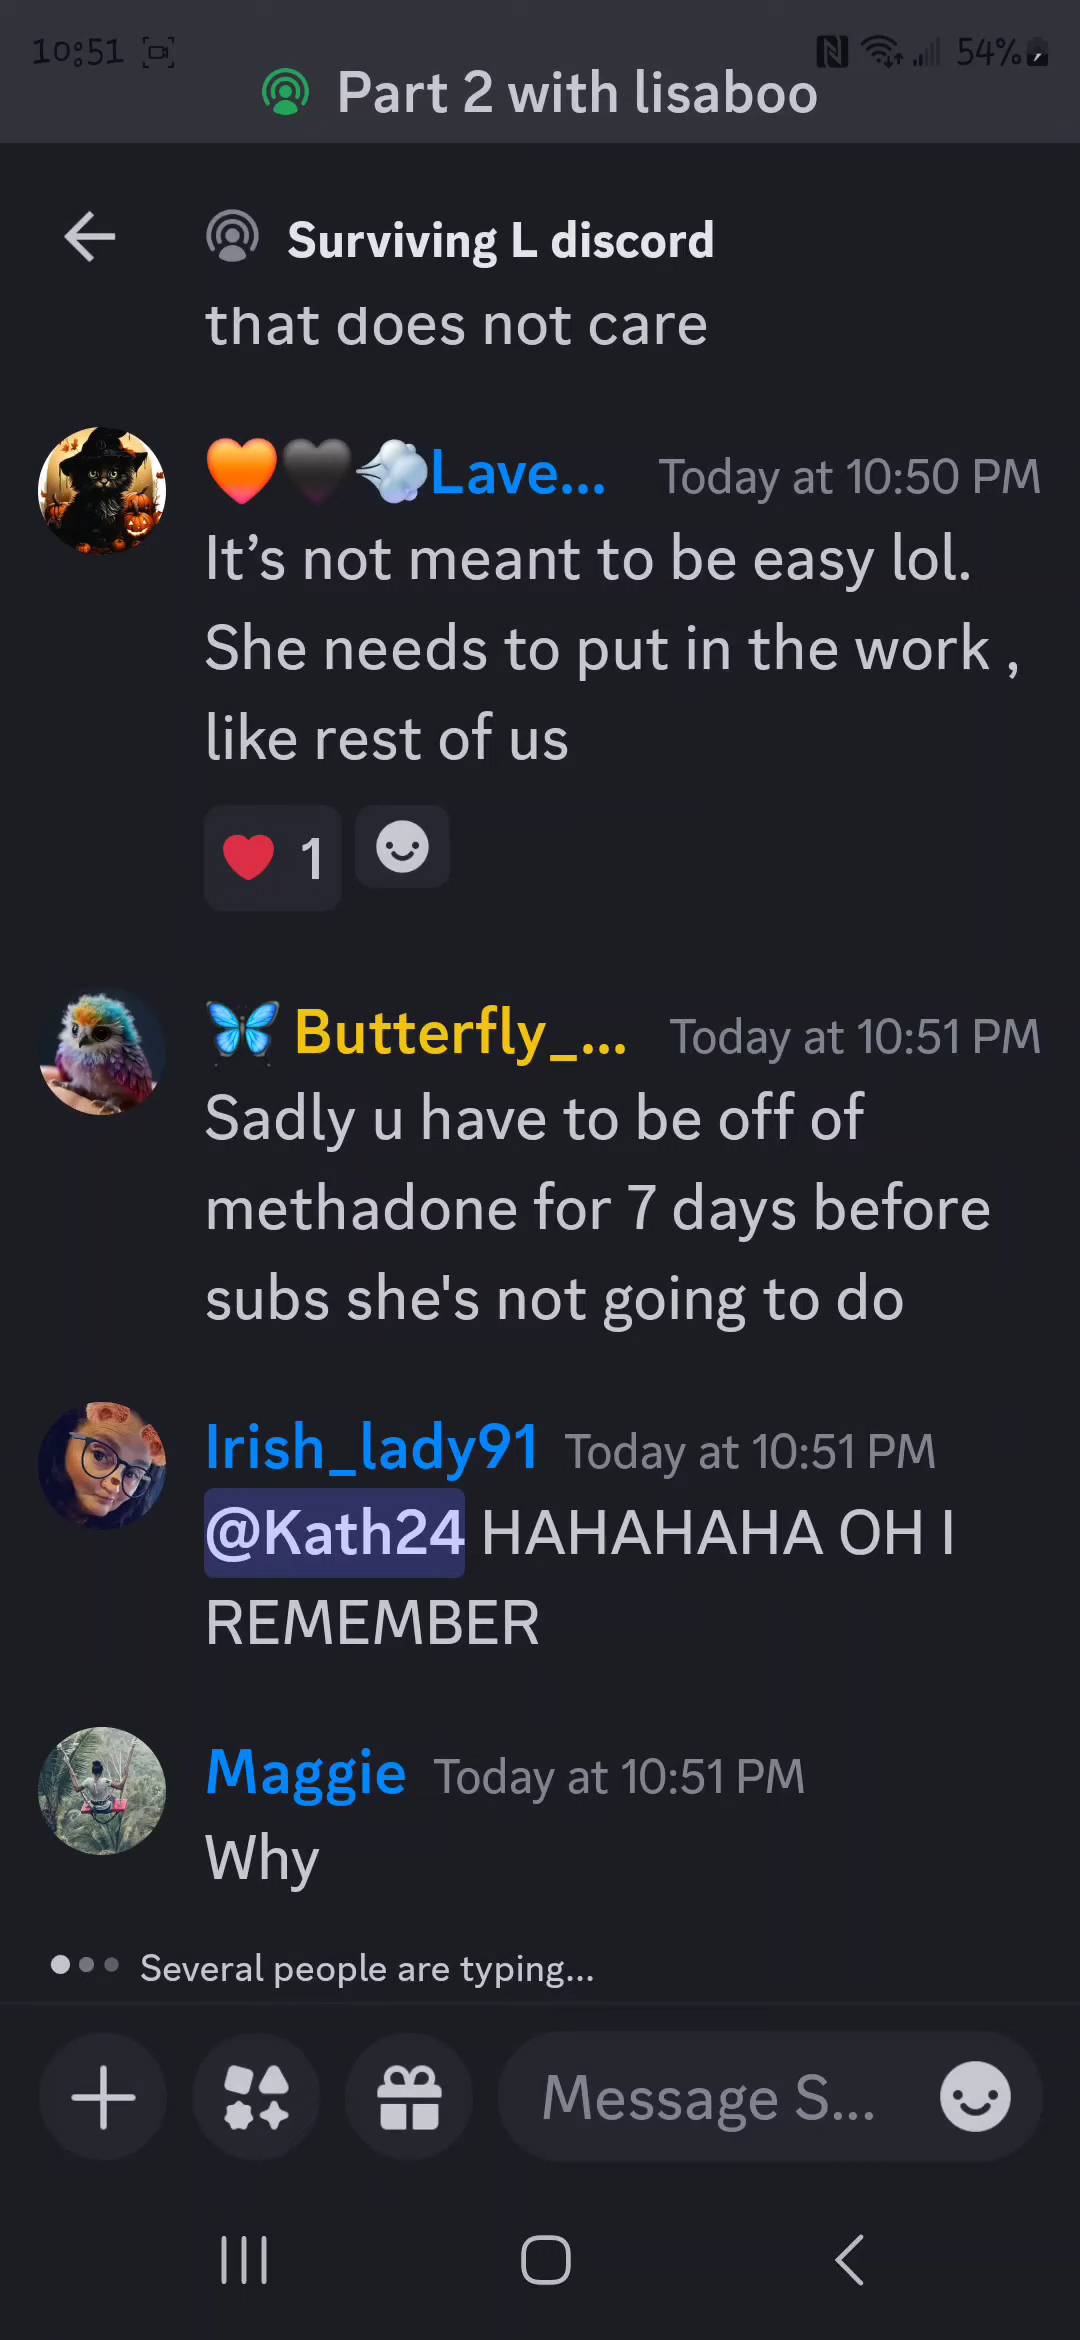 10:51
54%
Part 2 with lisaboo
Surviving L discord
that does not care
Lave... Today at 10:50 PM
It's not meant to be easy lol.
She needs to put in the work ,
like rest of us
1
Butterfly_... Today at 10:51 PM
Sadly u have to be off of
methadone for 7 days before
subs she's not going to do
Irish_lady91 Today at 10:51 PM
@Kath24 HAHAHAHA OH I
REMEMBER
Maggie Today at 10:51 PM
Why
Several people are typing...
Message S...